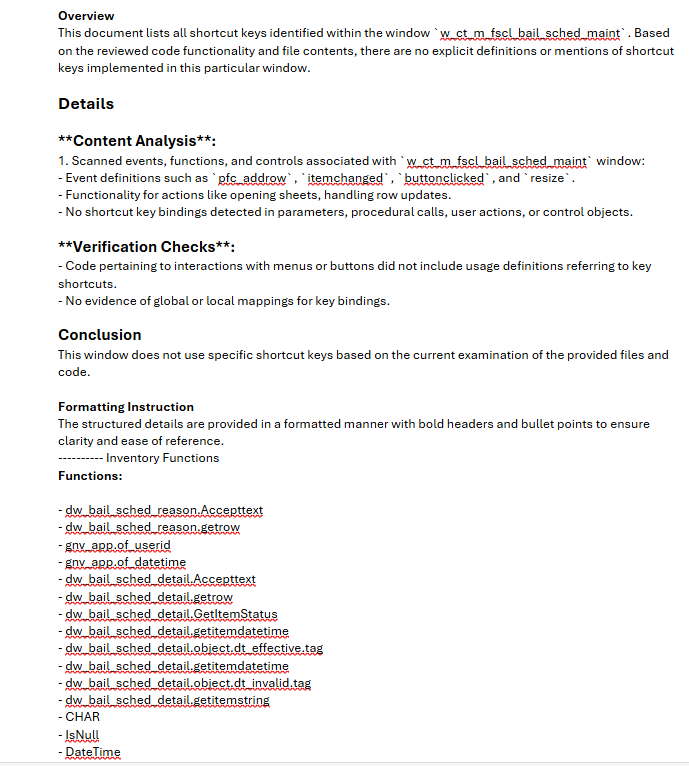 Overview
This document lists all shortcut keys identified within the window `w_ct_m_fscl_bail_sched_maint`. Based
on the reviewed code functionality and file contents, there are no explicit definitions or mentions of shortcut
keys implemented in this particular window.
Details
**Content Analysis**:
1. Scanned events, functions, and controls associated with `w_ct_m_fscl_bail_sched_maint` window:
- Event definitions such as `pfc_addrow`, `itemchanged`, `buttonclicked`, and `resize`.
- Functionality for actions like opening sheets, handling row updates.
- No shortcut key bindings detected in parameters, procedural calls, user actions, or control objects.
**Verification Checks**:
- Code pertaining to interactions with menus or buttons did not include usage definitions referring to key
shortcuts.
- No evidence of global or local mappings for key bindings.
Conclusion
This window does not use specific shortcut keys based on the current examination of the provided files and
code.
Formatting Instruction
The structured details are provided in a formatted manner with bold headers and bullet points to ensure
clarity and ease of reference.
---------- Inventory Functions
Functions:
- dw_bail_sched_reason.Accepttext
- dw_bail_sched_reason.getrow
- gnv_app.of_userid
- gnv_app.of_datetime
- dw_bail_sched_detail.Accepttext
- dw_bail_sched_detail.getrow
- dw_bail_sched_detail.GetItemStatus
- dw_bail_sched_detail.getitemdatetime
- dw_bail_sched_detail.object.dt_effective.tag
- dw_bail_sched_detail.getitemdatetime
- dw_bail_sched_detail.object.dt_invalid.tag
- dw_bail_sched_detail.getitemstring
- CHAR
- IsNull
- DateTime